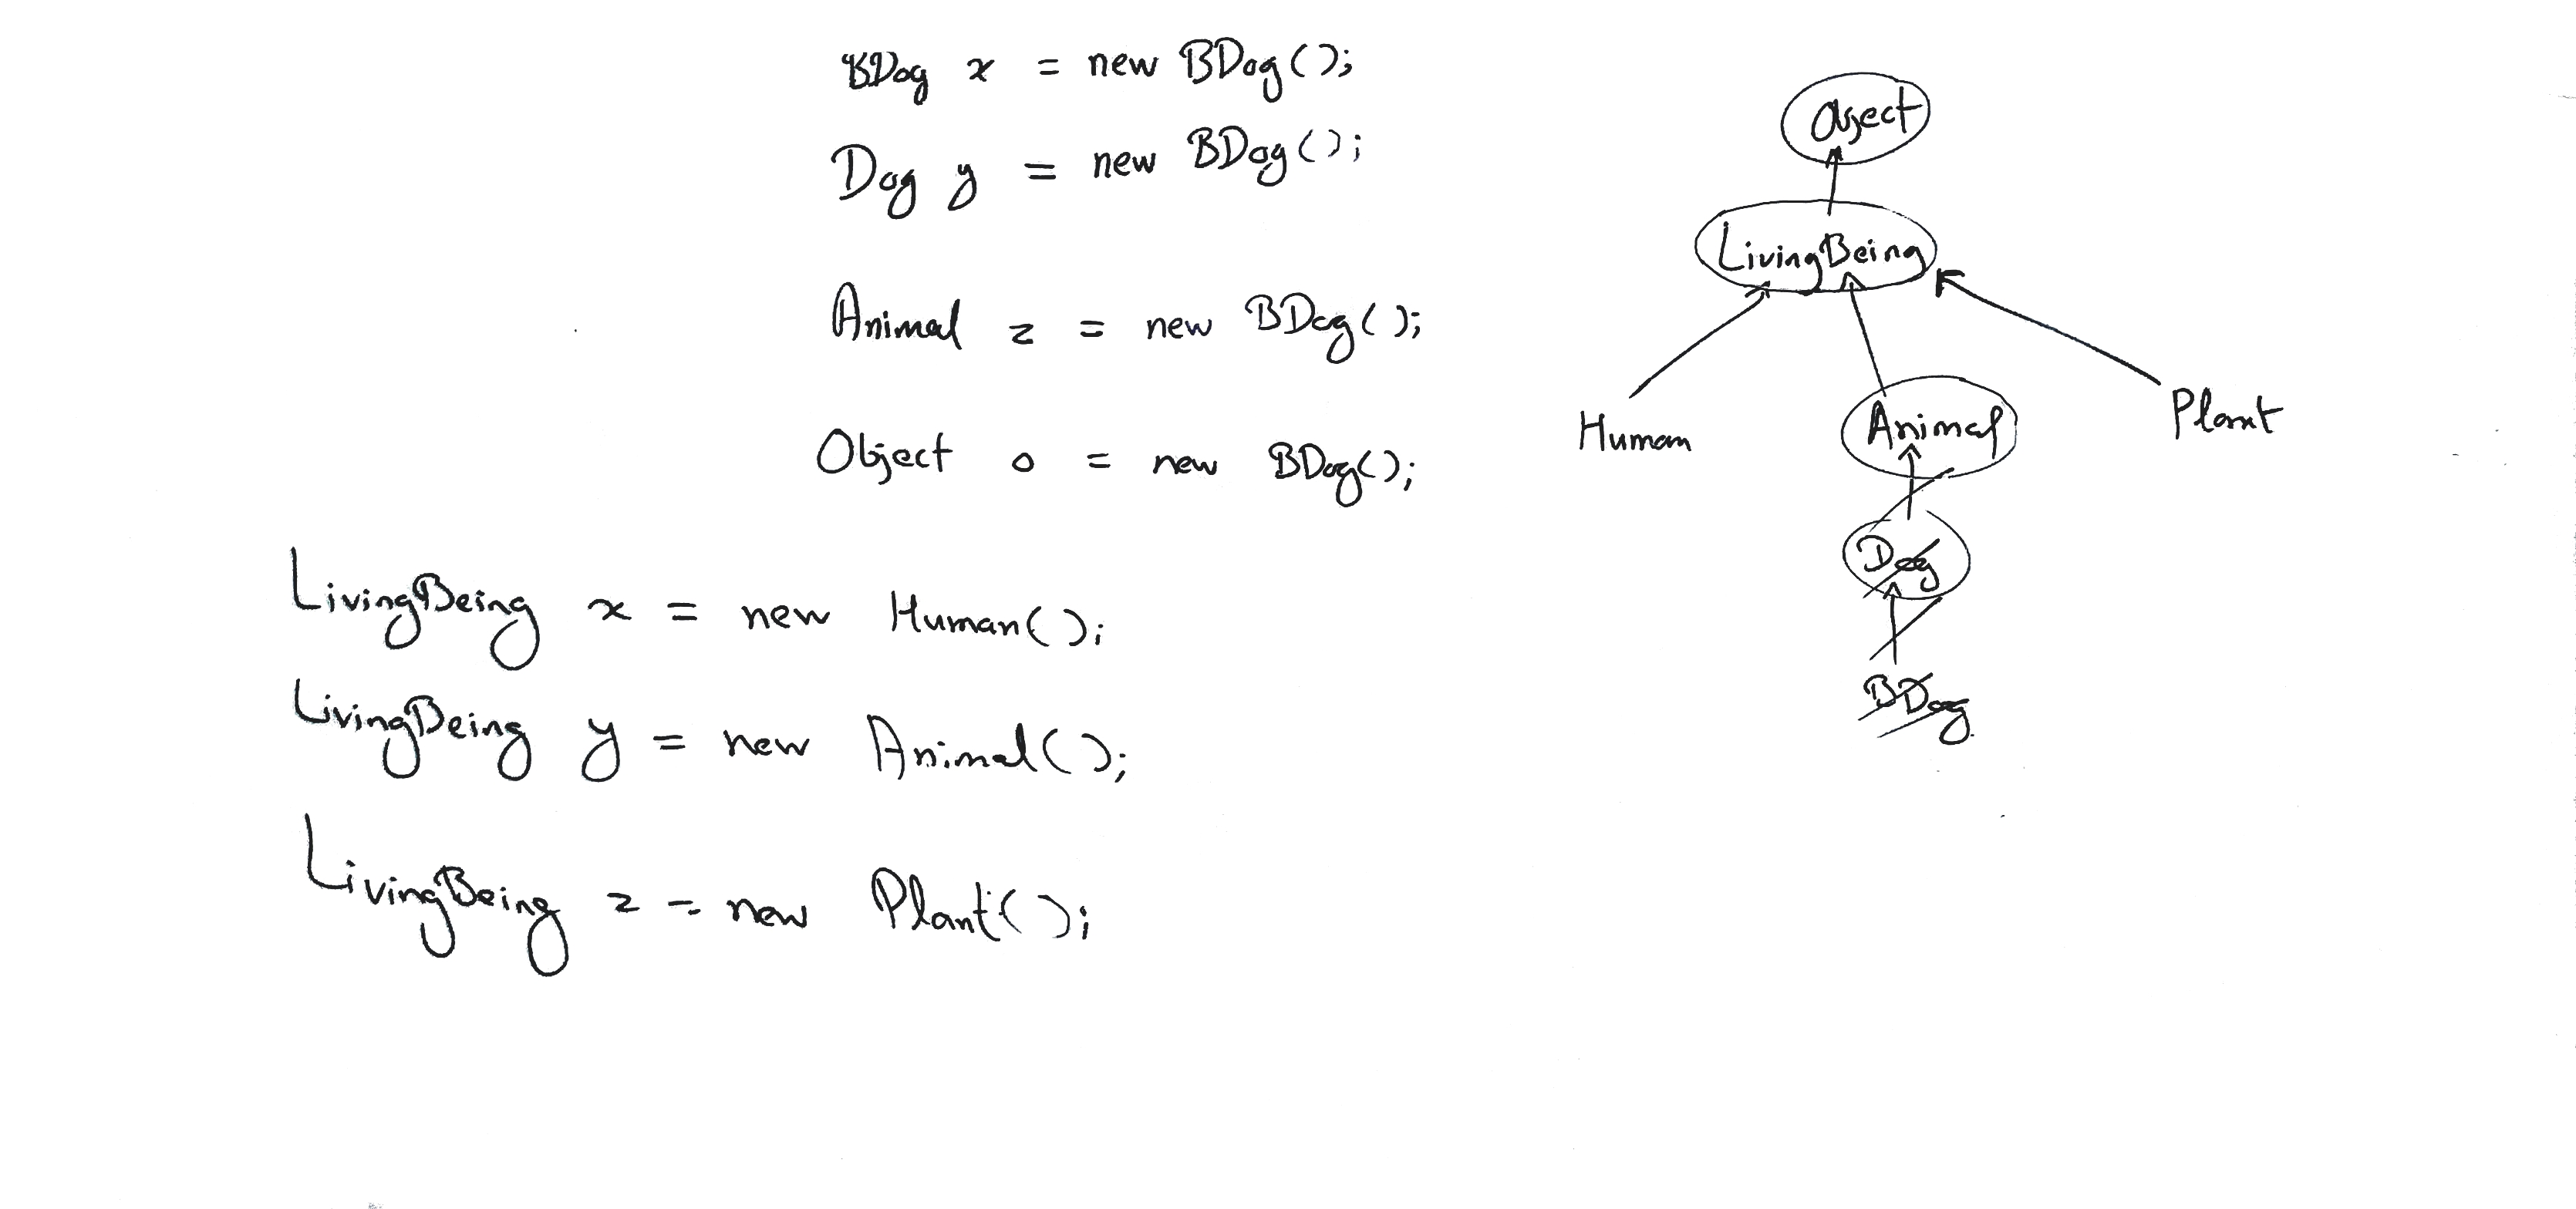 BDog x = new BDog();
Dog y = new BDog();
Animal z = new BDog();
Object o = new BDog();
LivingBeing x = new Human();
LivingBeing y = new Animal();
LivingBeing z = new Plant();
Object
LivingBeing
Human
Animal
Plant
Dog
BDog